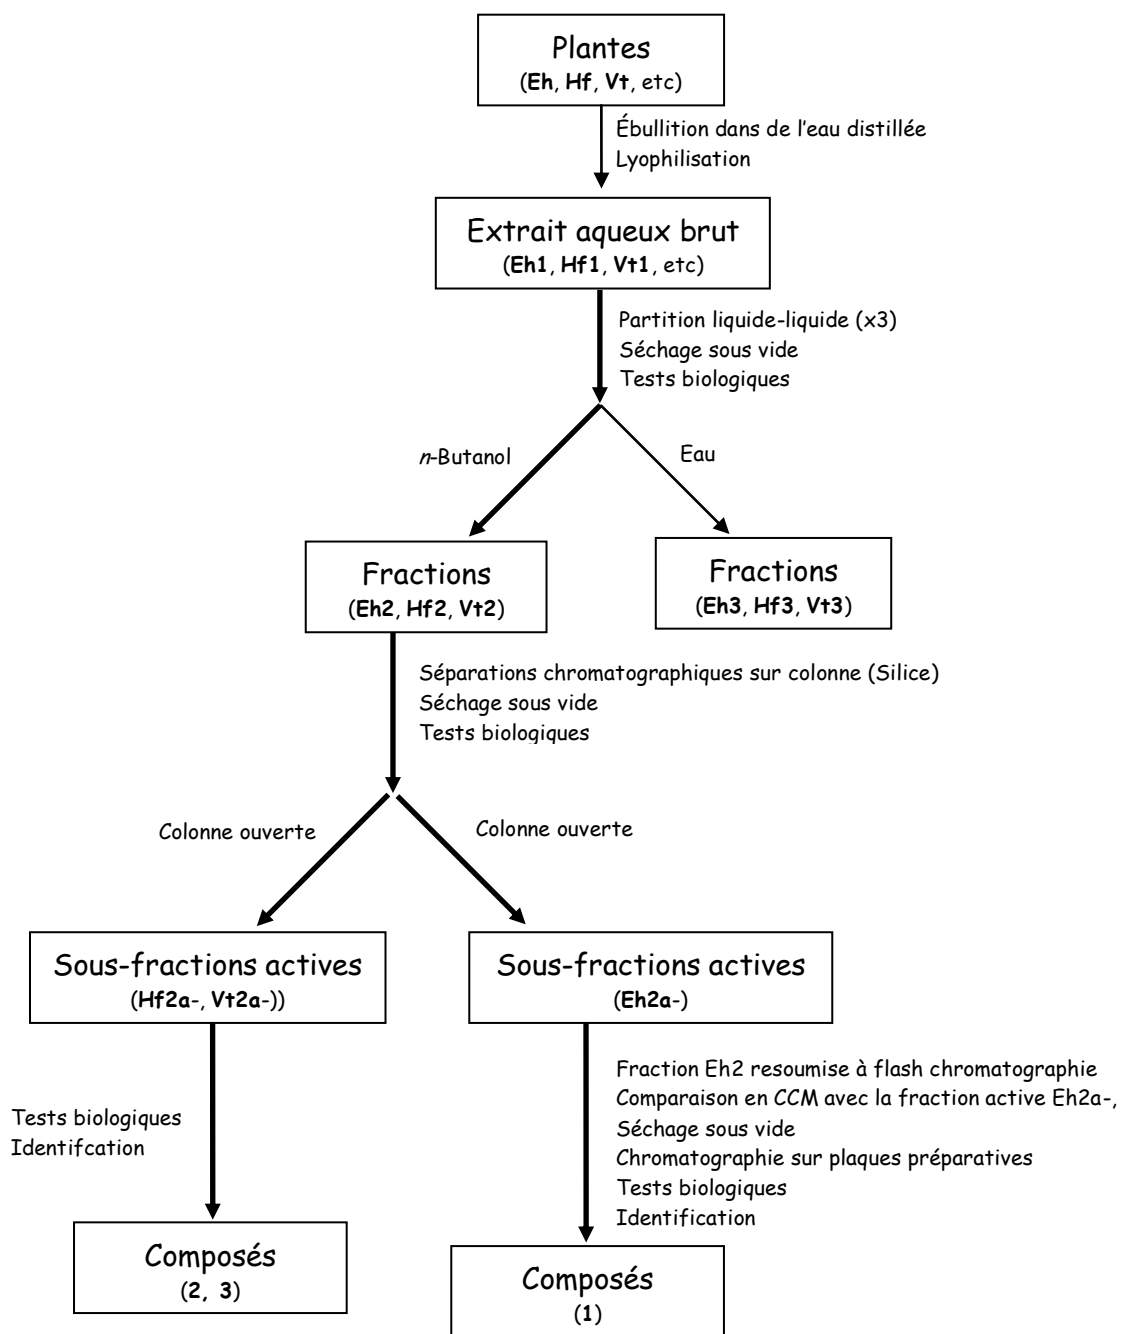 Plantes
(Eh, Hf, Vt, etc)
Ébullition dans de l'eau distillée
Lyophilisation
Extrait aqueux brut
(Eh1, Hf1, Vt1, etc)
Partition liquide-liquide (x3)
Séchage sous vide
Tests biologiques
n-Butanol
Eau
Fractions
(Eh2, Hf2, Vt2)
Fractions
(Eh3, Hf3, Vt3)
Séparations chromatographiques sur colonne (Silice)
Séchage sous vide
Tests biologiques
Colonne ouverte
Colonne ouverte
Sous-fractions actives
(Hf2a-, Vt2a-))
Sous-fractions actives
(Eh2a-)
Tests biologiques
Identifcation
Fraction Eh2 resoumise à flash chromatographie
Comparaison en CCM avec la fraction active Eh2a-,
Séchage sous vide
Chromatographie sur plaques préparatives
Tests biologiques
Identification
Composés
(2, 3)
Composés
(1)